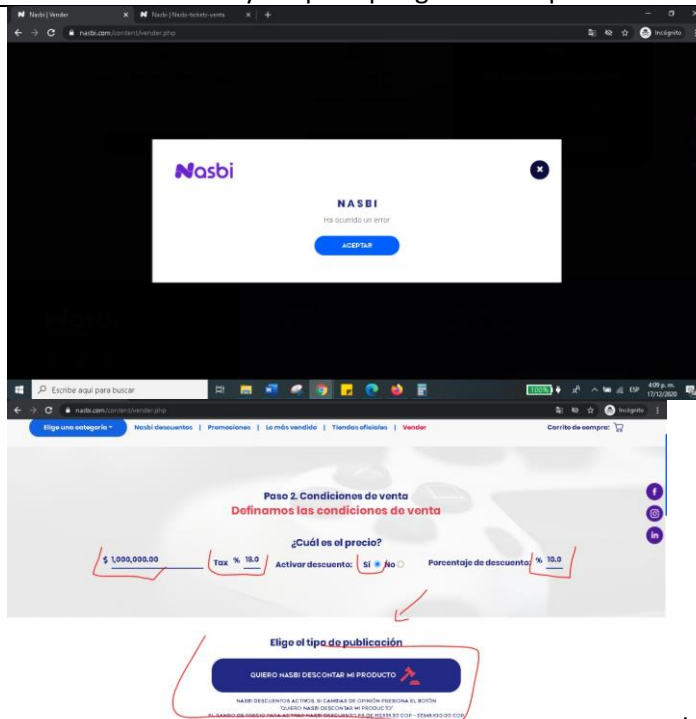 Nasbi | Vender
Nasbi | Nasbi-tickets-venta
nasbi.com/content/vender.php
Incógnito
Nasbi
NASBI
Ha ocurrido un error
ACEPTAR
Escribe aquí para buscar
100%
ESP
4:09 p. m.
17/12/2020
nasbi.com/content/vender.php
Incógnito
Elige una categoría
Nasbi descuentos | Promociones | Lo más vendido | Tiendas oficiales | Vender
Carrito de compra:
Paso 2. Condiciones de venta
Definamos las condiciones de venta
¿Cuál es el precio?
$ 1,000,000.00
Tax % 19.0
Activar descuento: Sí No
Porcentaje de descuento: % 10.0
Elige el tipo de publicación
QUIERO NASBI DESCONTAR MI PRODUCTO
NASBI DESCUENTOS ACTIVOS. SI CAMBIAS DE OPINIÓN PRESIONA EL BOTÓN
"QUIERO NASBI DESCONTAR MI PRODUCTO"